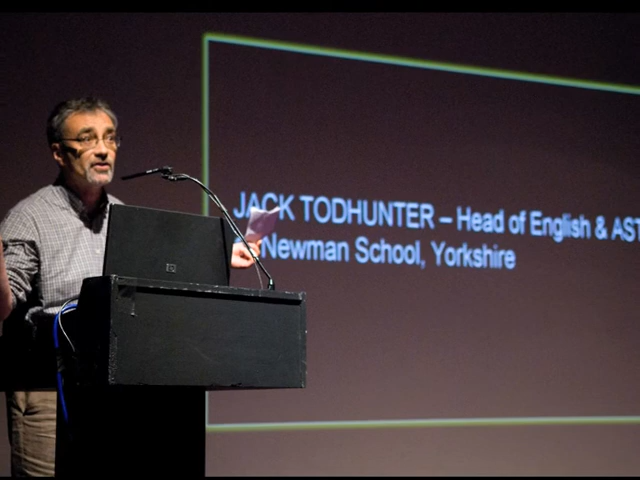 JACK TODHUNTER – Head of English & AST
Newman School, Yorkshire